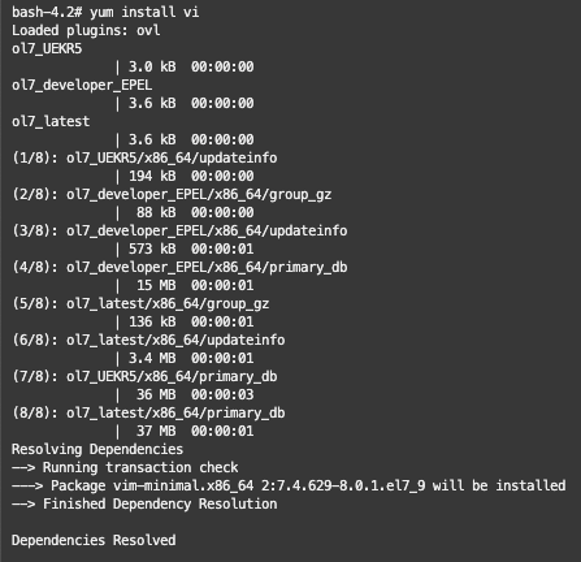 bash-4.2# yum install vi
Loaded plugins: ovl
ol7_UEKR5
| 3.0 kB 00:00:00
ol7_developer_EPEL
| 3.6 kB 00:00:00
ol7_latest
| 3.6 kB 00:00:00
(1/8): ol7_UEKR5/x86_64/updateinfo
| 194 kB 00:00:00
(2/8): ol7_developer_EPEL/x86_64/group_gz
| 88 kB 00:00:00
(3/8): ol7_developer_EPEL/x86_64/updateinfo
| 573 kB 00:00:01
(4/8): ol7_developer_EPEL/x86_64/primary_db
| 15 MB 00:00:01
(5/8): ol7_latest/x86_64/group_gz
| 136 kB 00:00:01
(6/8): ol7_latest/x86_64/updateinfo
| 3.4 MB 00:00:01
(7/8): ol7_UEKR5/x86_64/primary_db
| 36 MB 00:00:03
(8/8): ol7_latest/x86_64/primary_db
| 37 MB 00:00:01
Resolving Dependencies
--> Running transaction check
---> Package vim-minimal.x86_64 2:7.4.629-8.0.1.el7_9 will be installed
--> Finished Dependency Resolution
Dependencies Resolved